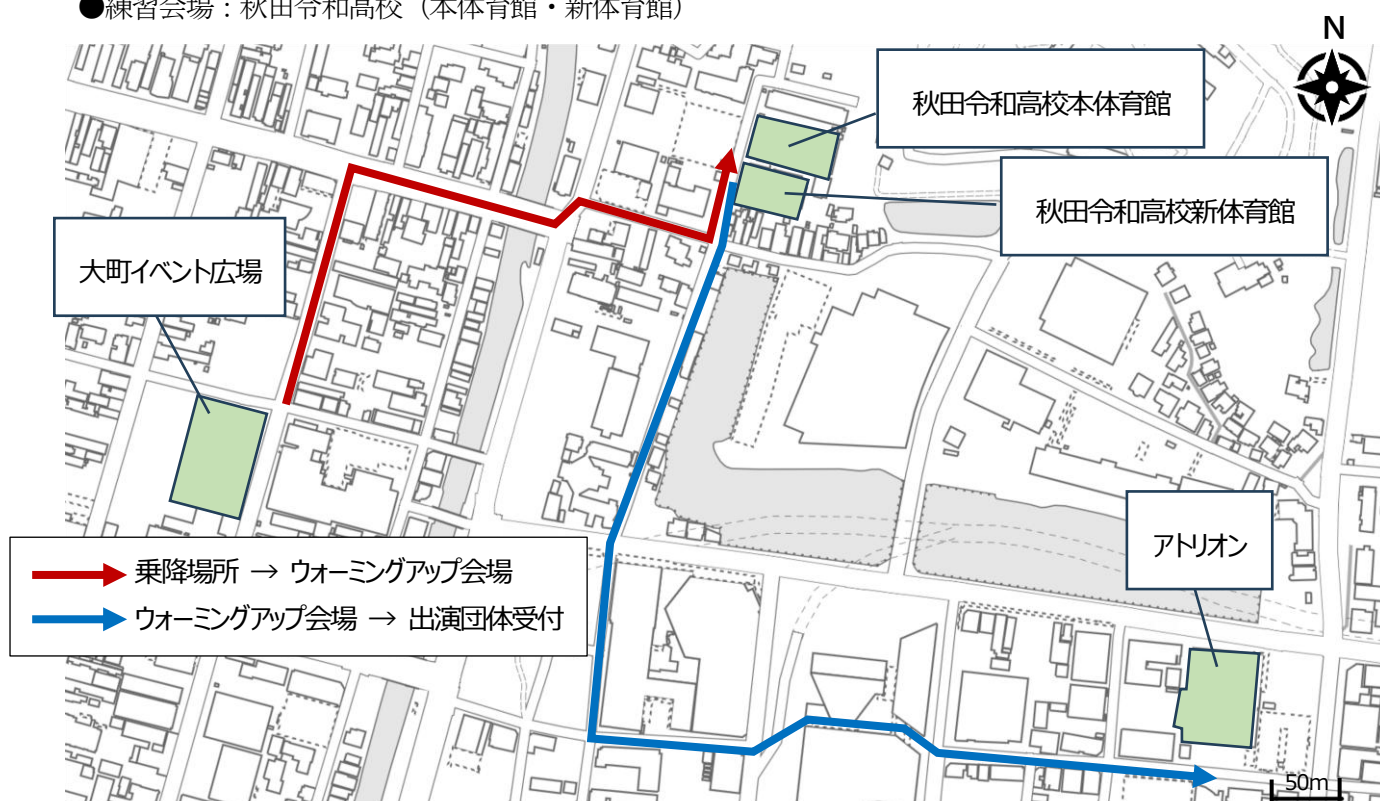 ●練習会場：秋田令和高校（本体育館・新体育館）
N
秋田令和高校本体育館
秋田令和高校新体育館
大町イベント広場
アトリオン
乗降場所 → ウォーミングアップ会場
ウォーミングアップ会場 → 出演団体受付
50m